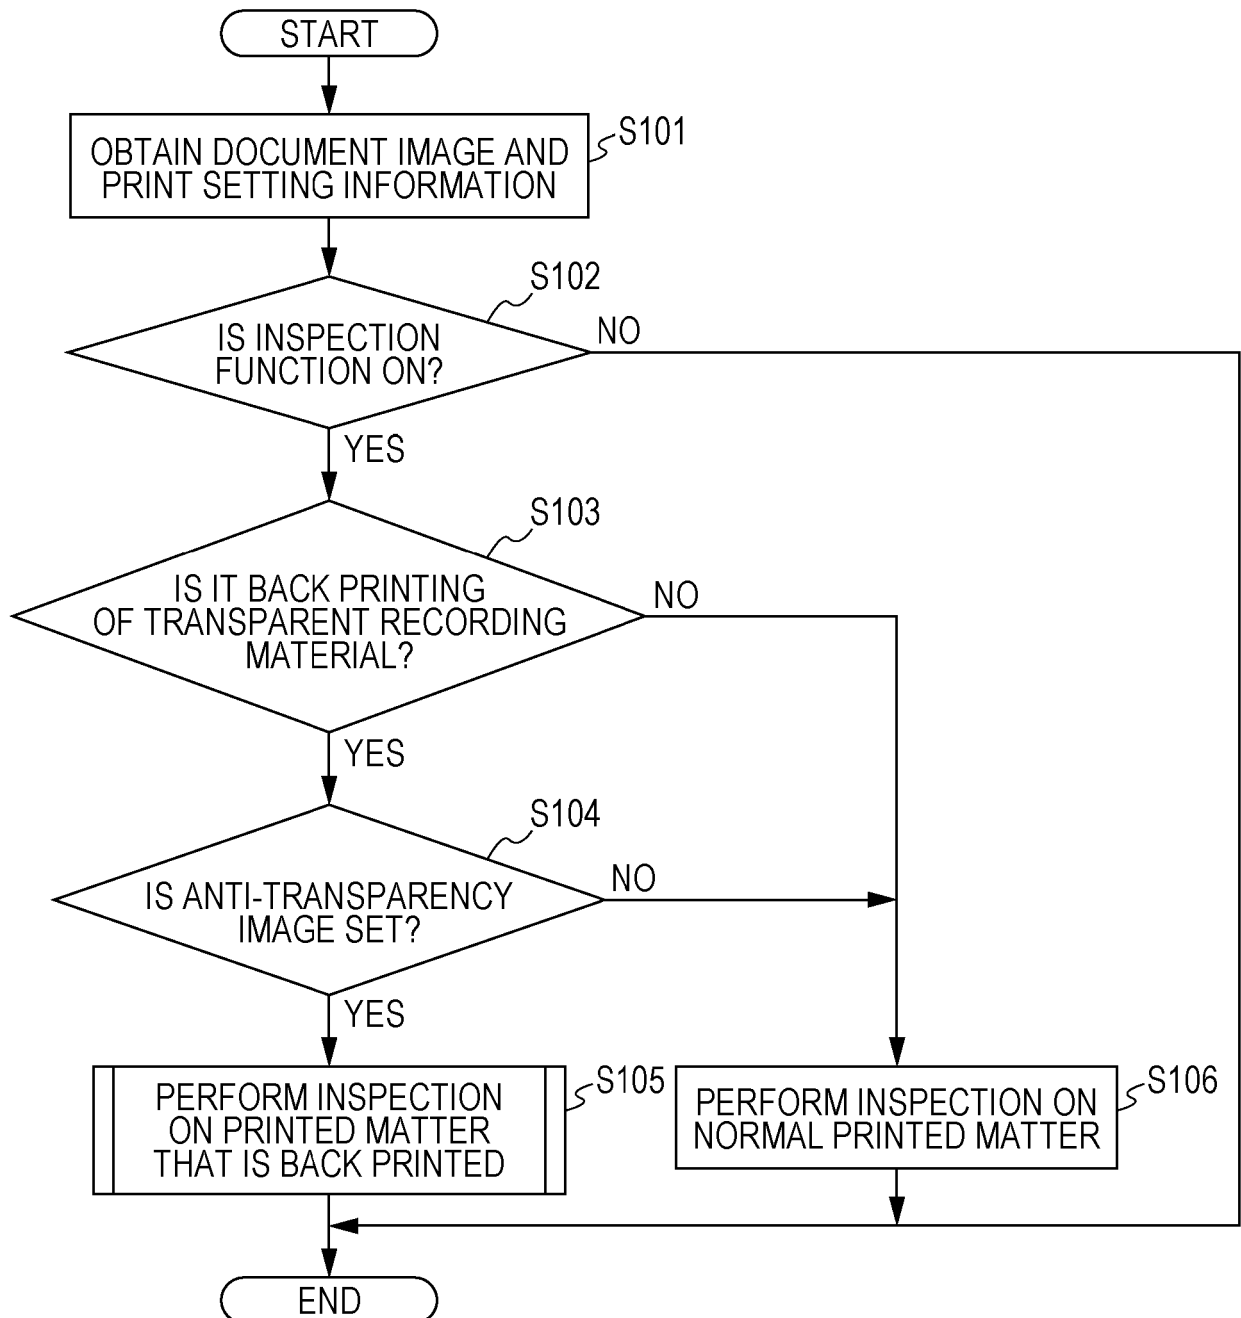 START
S101
OBTAIN DOCUMENT IMAGE AND
PRINT SETTING INFORMATION
S102
IS INSPECTION
FUNCTION ON?
NO
YES
S103
IS IT BACK PRINTING
OF TRANSPARENT RECORDING
MATERIAL?
NO
YES
S104
IS ANTI-TRANSPARENCY
IMAGE SET?
NO
YES
S105
PERFORM INSPECTION
ON PRINTED MATTER
THAT IS BACK PRINTED
S106
PERFORM INSPECTION ON
NORMAL PRINTED MATTER
END